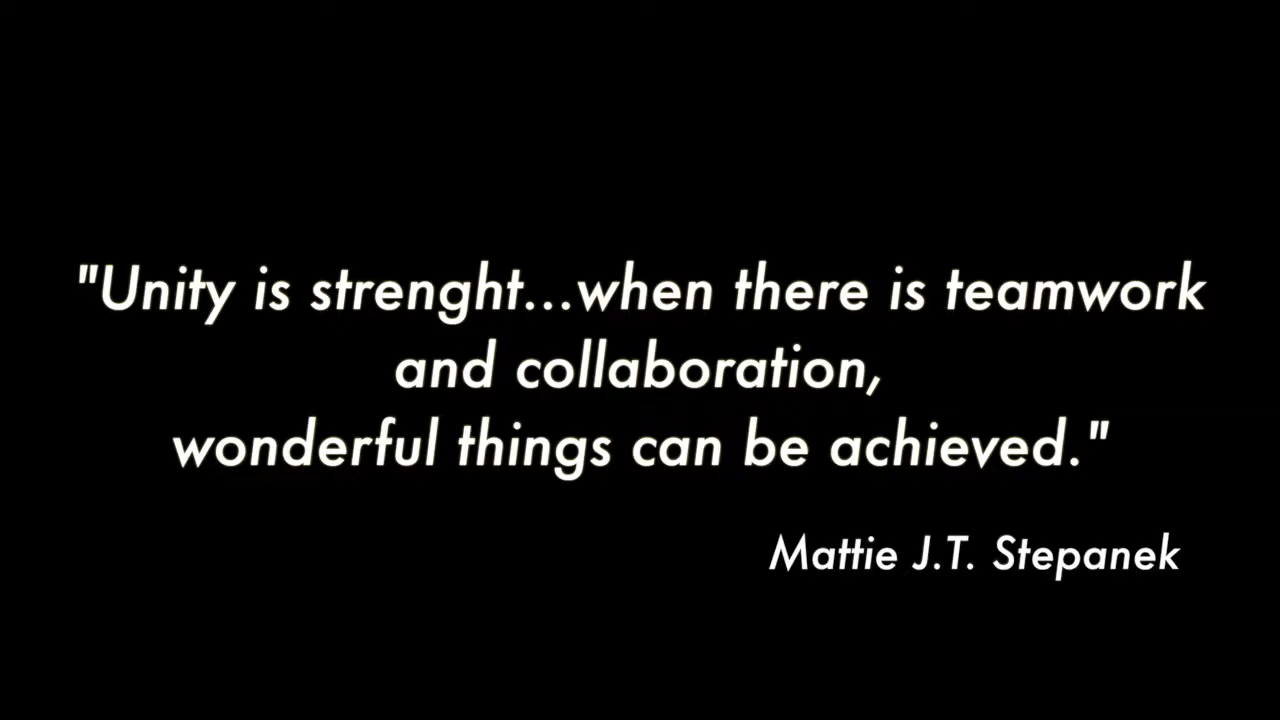 "Unity is strenght...when there is teamwork
and collaboration,
wonderful things can be achieved."
Mattie J.T. Stepanek